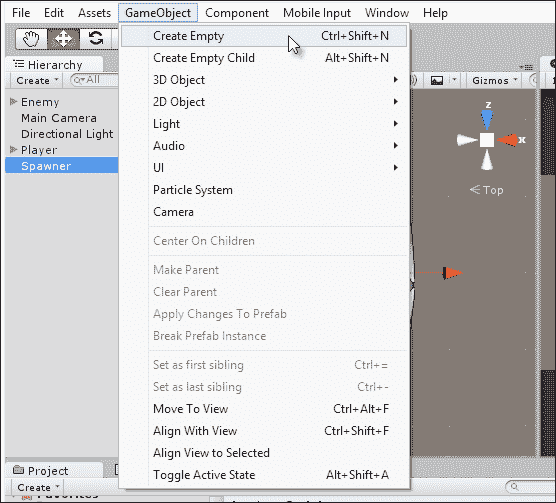 File Edit Assets GameObject Component Mobile Input Window Help
Hierarchy
Create All
Gizmos
Enemy
Main Camera
Directional Light
Player
Spawner
Create Empty Ctrl+Shift+N
Create Empty Child Alt+Shift+N
3D Object
2D Object
Light
Audio
UI
Particle System
Camera
Center On Children
Make Parent
Clear Parent
Apply Changes To Prefab
Break Prefab Instance
Set as first sibling Ctrl+=
Set as last sibling Ctrl+-
Move To View Ctrl+Alt+F
Align With View Ctrl+Shift+F
Align View to Selected
Toggle Active State Alt+Shift+A
z
x
Top
Project
Create
Favorites